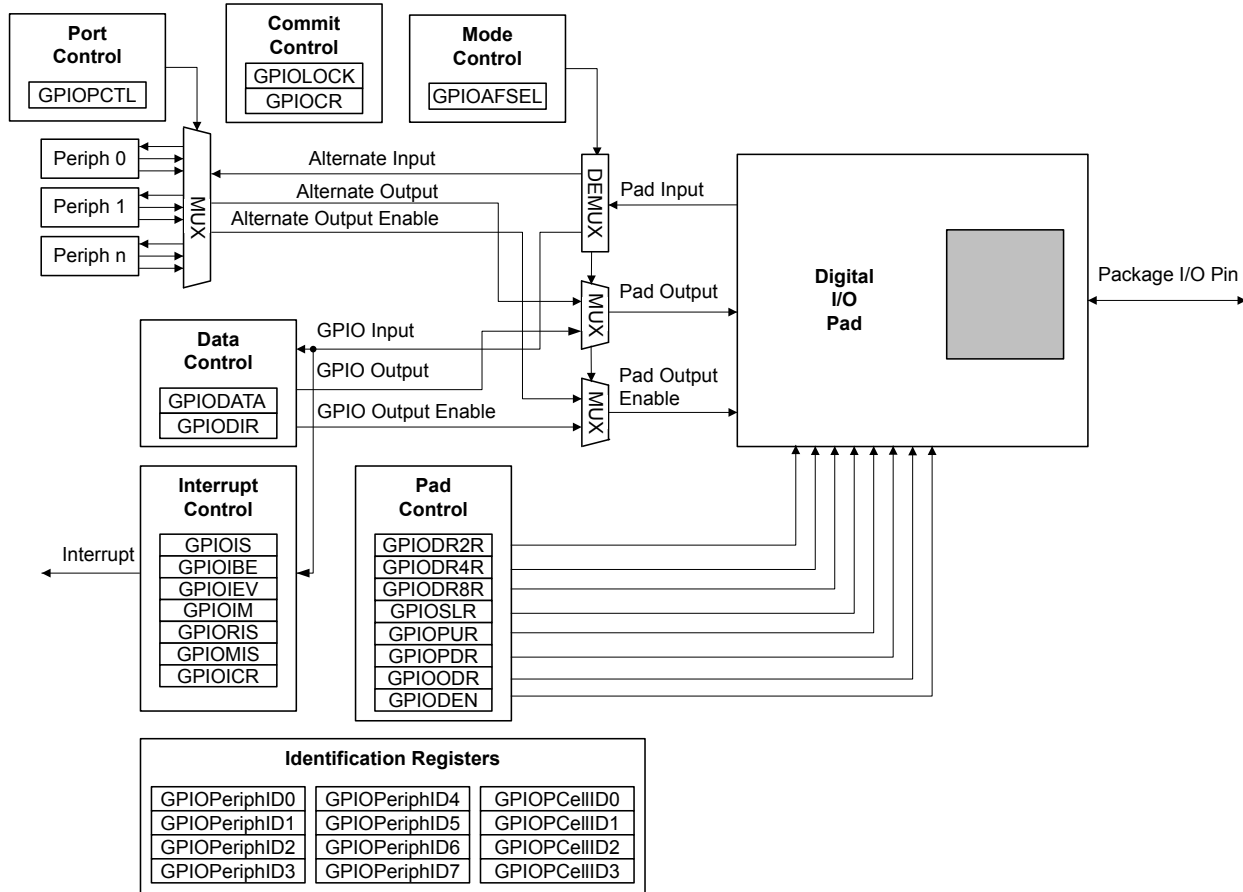 Port
Control
GPIOPCTL
Commit
Control
GPIOLOCK
GPIOCR
Mode
Control
GPIOAFSEL
Periph 0
Periph 1
Periph n
MUX
Alternate Input
Alternate Output
Alternate Output Enable
DEMUX
Pad Input
MUX
Pad Output
MUX
Pad Output
Enable
Digital
I/O
Pad
Package I/O Pin
Data
Control
GPIODATA
GPIODIR
GPIO Input
GPIO Output
GPIO Output Enable
Interrupt
Control
GPIOIS
GPIOIBE
GPIOIEV
GPIOIM
GPIORIS
GPIOMIS
GPIOICR
Interrupt
Pad
Control
GPIODR2R
GPIODR4R
GPIODR8R
GPIOSLR
GPIOPUR
GPIOPDR
GPIOODR
GPIODEN
Identification Registers
GPIOPeriphID0
GPIOPeriphID1
GPIOPeriphID2
GPIOPeriphID3
GPIOPeriphID4
GPIOPeriphID5
GPIOPeriphID6
GPIOPeriphID7
GPIOPCellID0
GPIOPCellID1
GPIOPCellID2
GPIOPCellID3